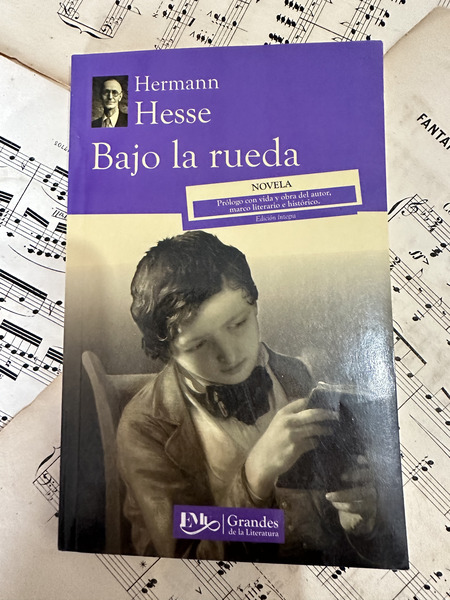 Hermann
Hesse
Bajo la rueda
NOVELA
Prólogo con vida y obra del autor,
marco literario e histórico.
Edición íntegra
EMU
Grandes
de la Literatura